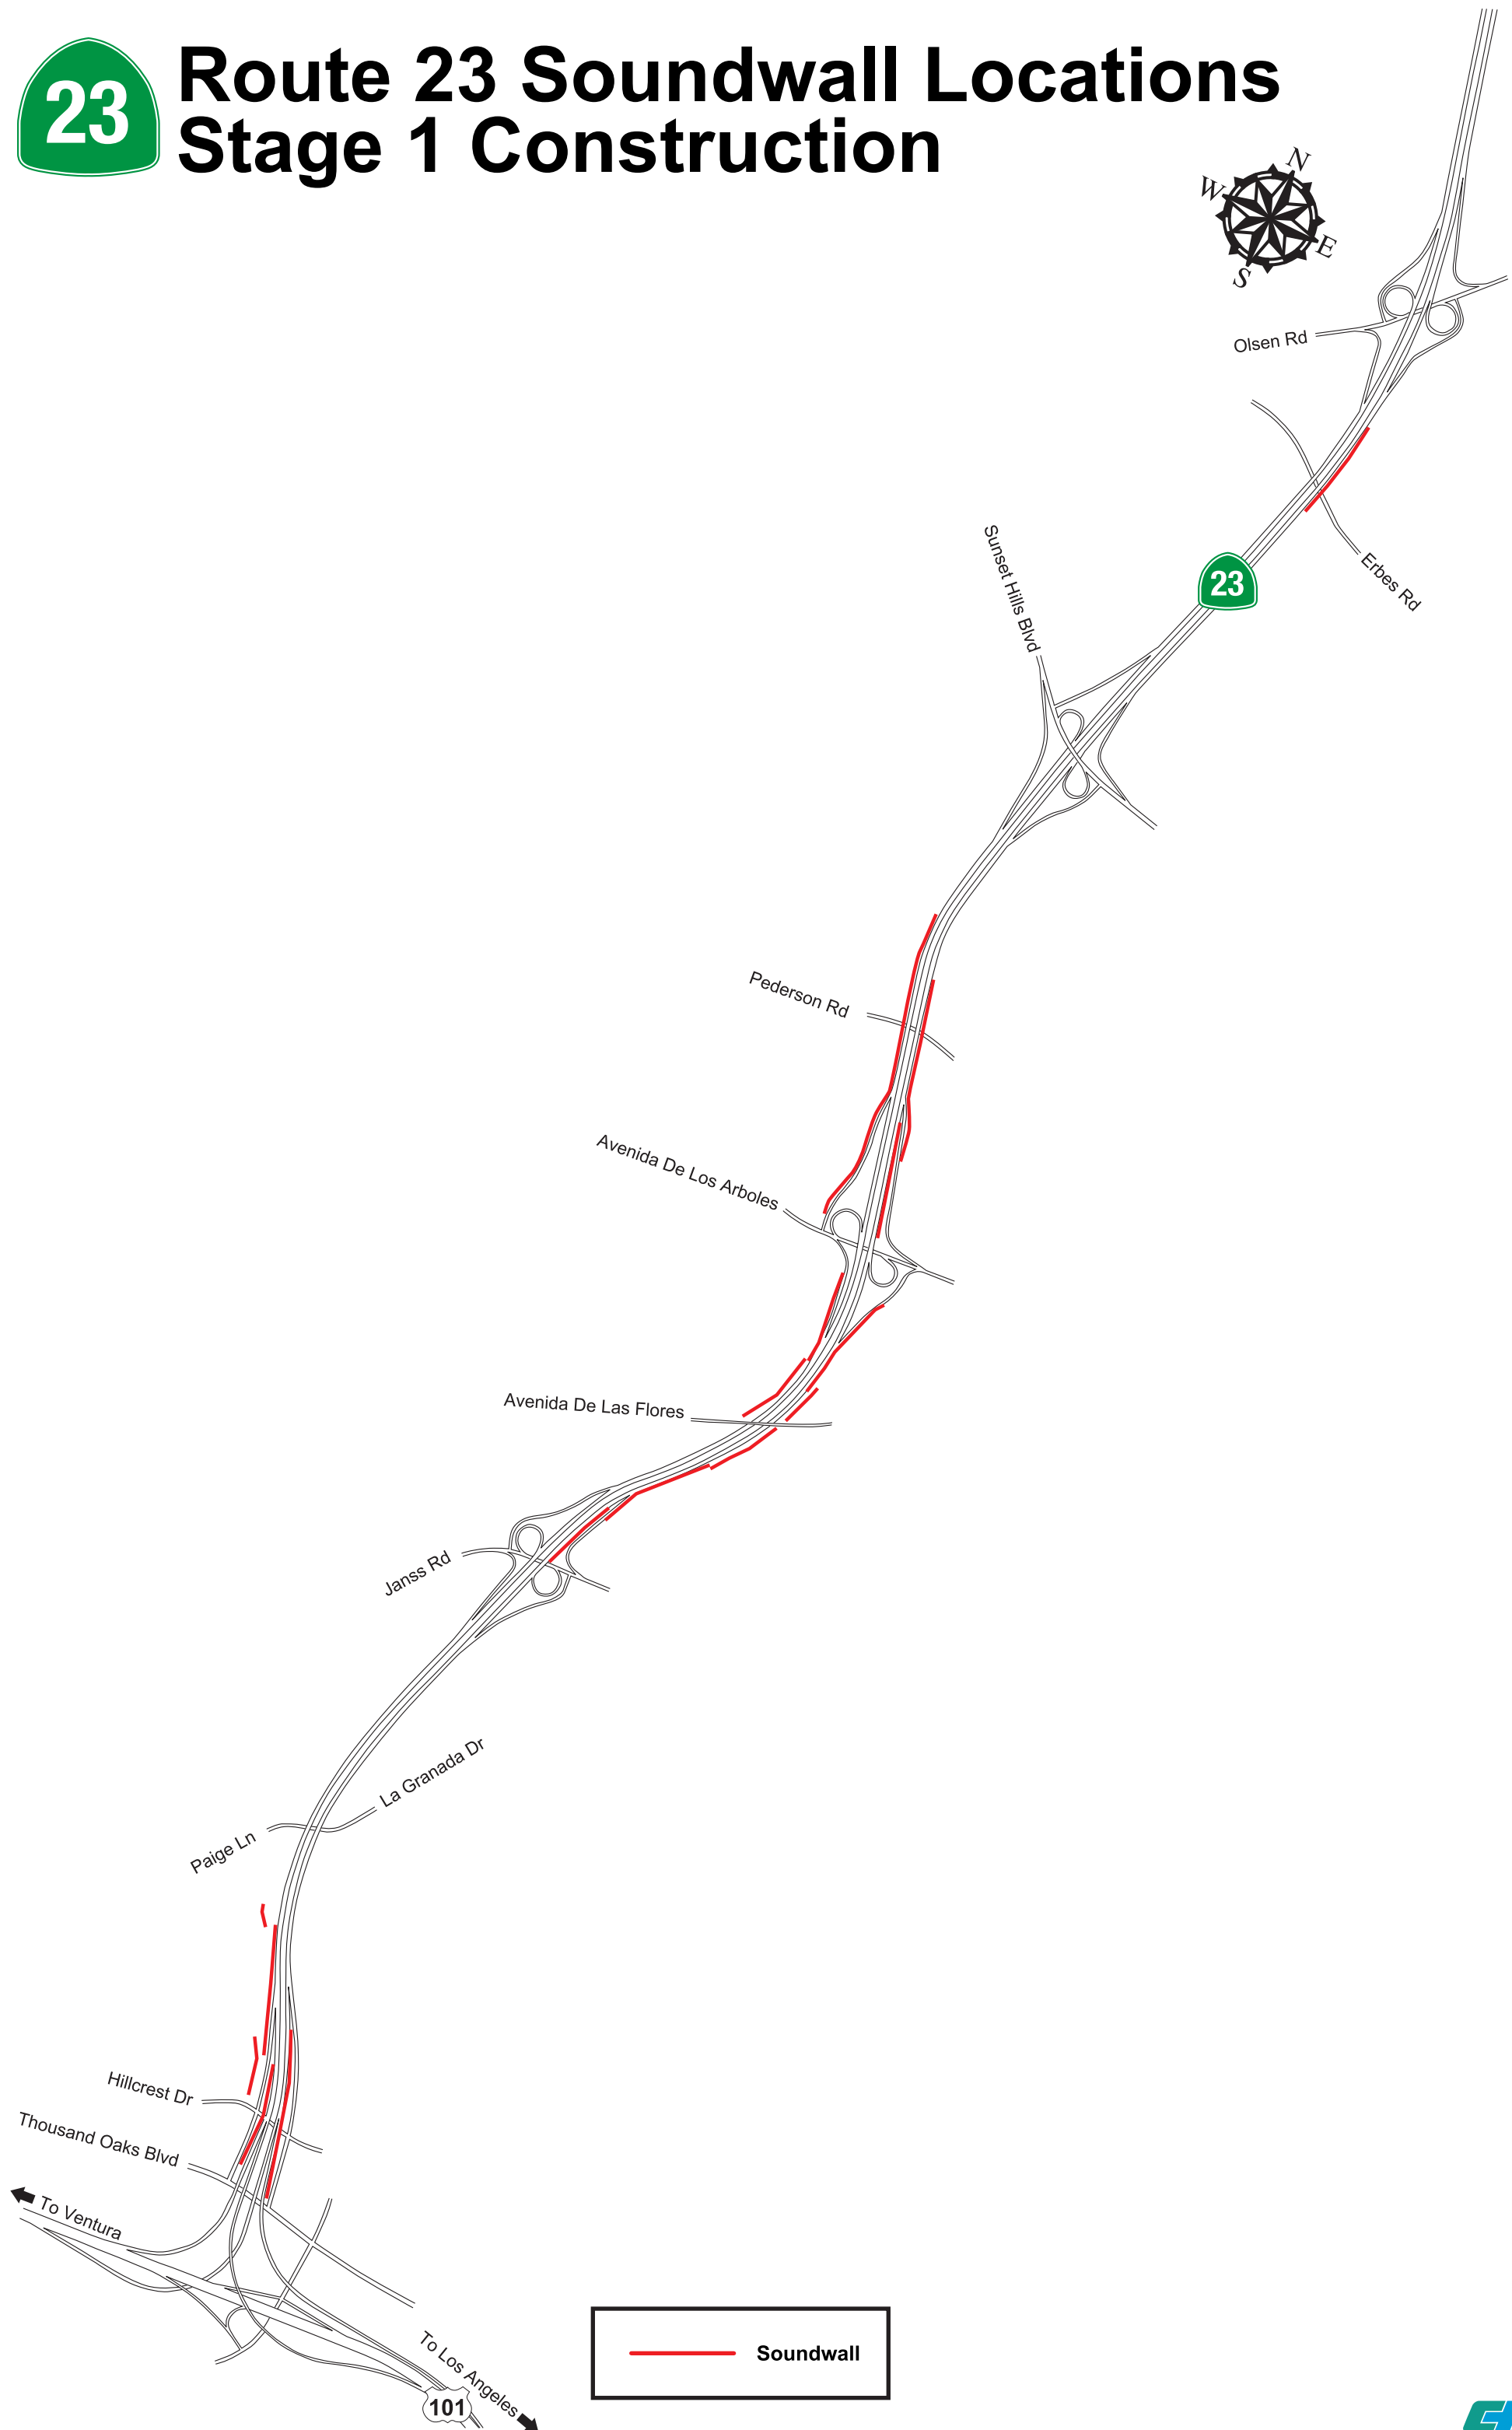 23
Route 23 Soundwall Locations
Stage 1 Construction
N
W
E
S
Olsen Rd
Erbes Rd
23
Sunset Hills Blvd
Pederson Rd
Avenida De Los Arboles
Avenida De Las Flores
Janss Rd
La Granada Dr
Paige Ln
Hillcrest Dr
Thousand Oaks Blvd
To Ventura
To Los Angeles
101
Soundwall